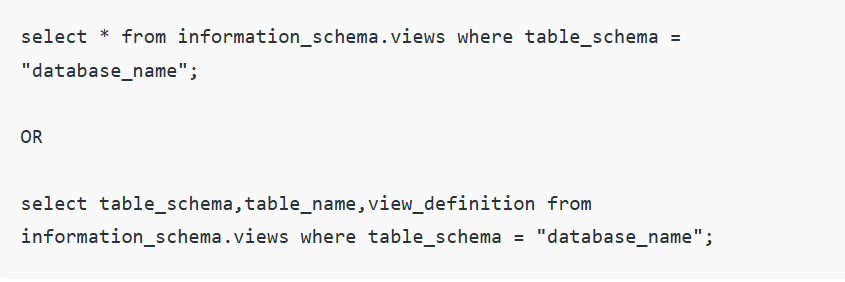 select * from information_schema.views where table_schema =
"database_name";
OR
select table_schema,table_name,view_definition from
information_schema.views where table_schema = "database_name";